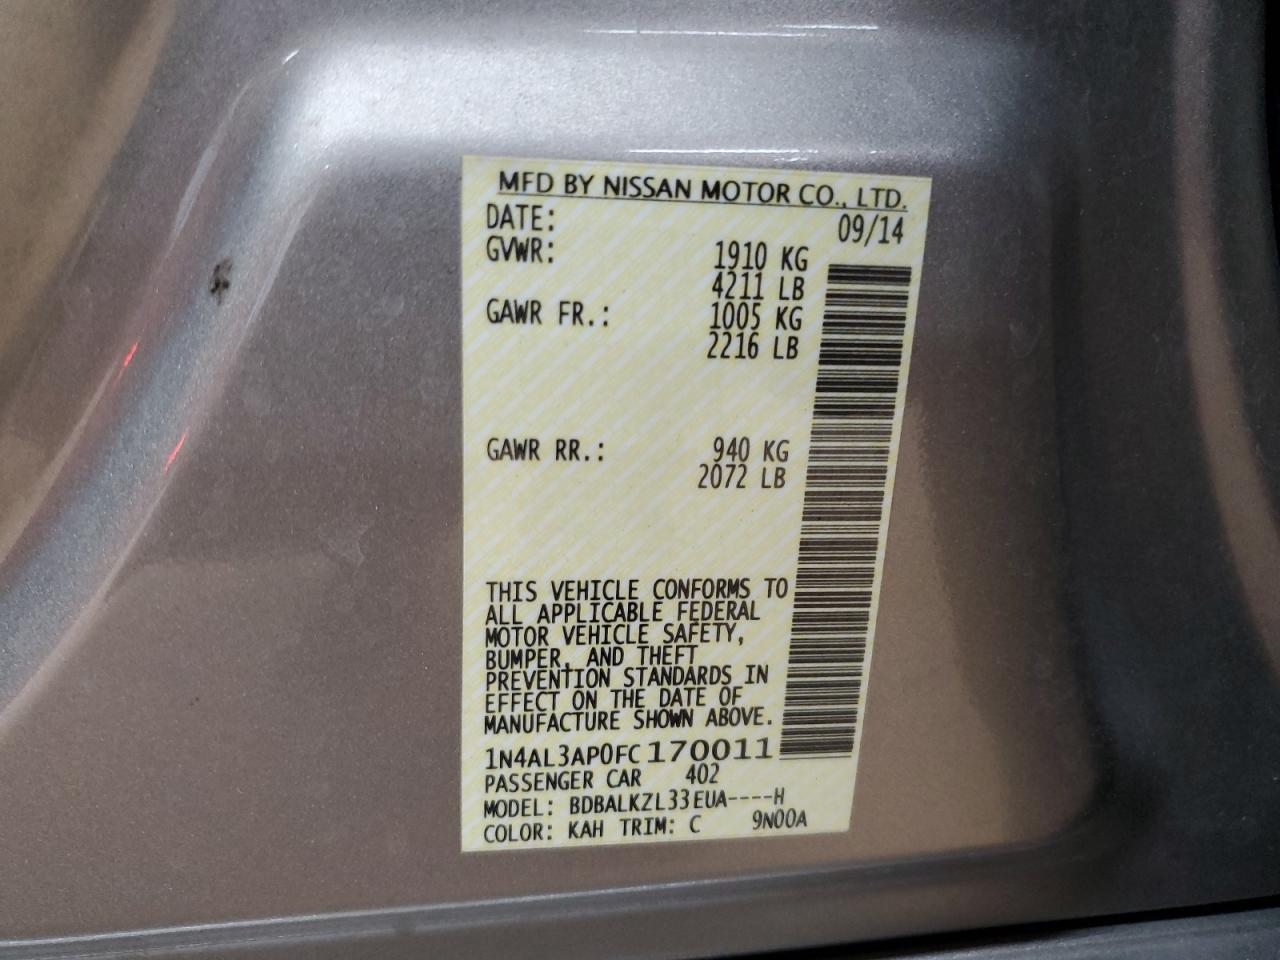 MFD BY NISSAN MOTOR CO., LTD.
DATE: 09/14
GVWR: 1910 KG
4211 LB
GAWR FR.: 1005 KG
2216 LB
GAWR RR.: 940 KG
2072 LB
THIS VEHICLE CONFORMS TO
ALL APPLICABLE FEDERAL
MOTOR VEHICLE SAFETY,
BUMPER, AND THEFT
PREVENTION STANDARDS IN
EFFECT ON THE DATE OF
MANUFACTURE SHOWN ABOVE.
1N4AL3AP0FC170011
PASSENGER CAR 402
MODEL: BDBALKZL33EUA----H
COLOR: KAH TRIM: C 9N00A